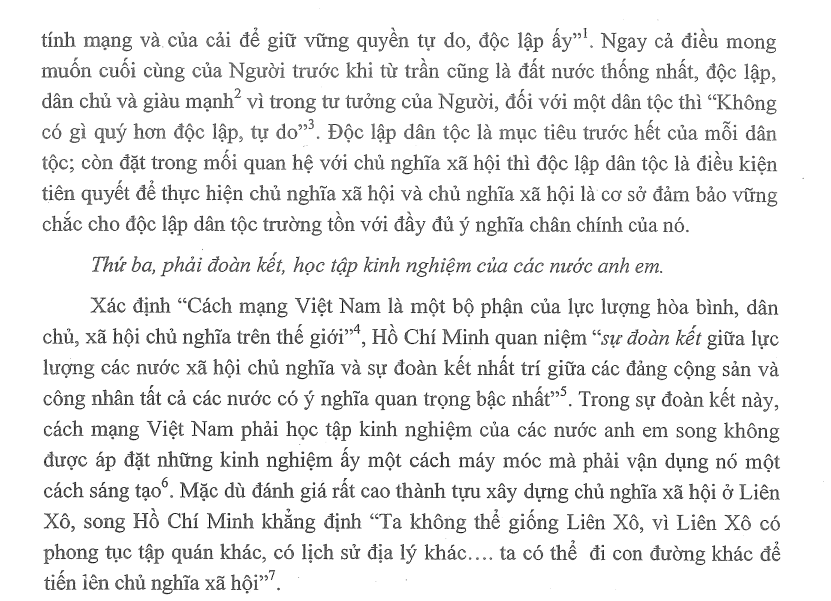 tính mạng và của cải để giữ vững quyền tự do, độc lập ấy”¹. Ngay cả điều mong
muốn cuối cùng của Người trước khi từ trần cũng là đất nước thống nhất, độc lập,
dân chủ và giàu mạnh² vì trong tư tưởng của Người, đối với một dân tộc thì “Không
có gì quý hơn độc lập, tự do”³. Độc lập dân tộc là mục tiêu trước hết của mỗi dân
tộc; còn đặt trong mối quan hệ với chủ nghĩa xã hội thì độc lập dân tộc là điều kiện
tiên quyết để thực hiện chủ nghĩa xã hội và chủ nghĩa xã hội là cơ sở đảm bảo vững
chắc cho độc lập dân tộc trường tồn với đầy đủ ý nghĩa chân chính của nó.
Thứ ba, phải đoàn kết, học tập kinh nghiệm của các nước anh em.
Xác định “Cách mạng Việt Nam là một bộ phận của lực lượng hòa bình, dân
chủ, xã hội chủ nghĩa trên thế giới”⁴, Hồ Chí Minh quan niệm “sự đoàn kết giữa lực
lượng các nước xã hội chủ nghĩa và sự đoàn kết nhất trí giữa các đảng cộng sản và
công nhân tất cả các nước có ý nghĩa quan trọng bậc nhất”⁵. Trong sự đoàn kết này,
cách mạng Việt Nam phải học tập kinh nghiệm của các nước anh em song không
được áp đặt những kinh nghiệm ấy một cách máy móc mà phải vận dụng nó một
cách sáng tạo⁶. Mặc dù đánh giá rất cao thành tựu xây dựng chủ nghĩa xã hội ở Liên
Xô, song Hồ Chí Minh khẳng định “Ta không thể giống Liên Xô, vì Liên Xô có
phong tục tập quán khác, có lịch sử địa lý khác…. ta có thể đi con đường khác để
tiến lên chủ nghĩa xã hội”⁷.